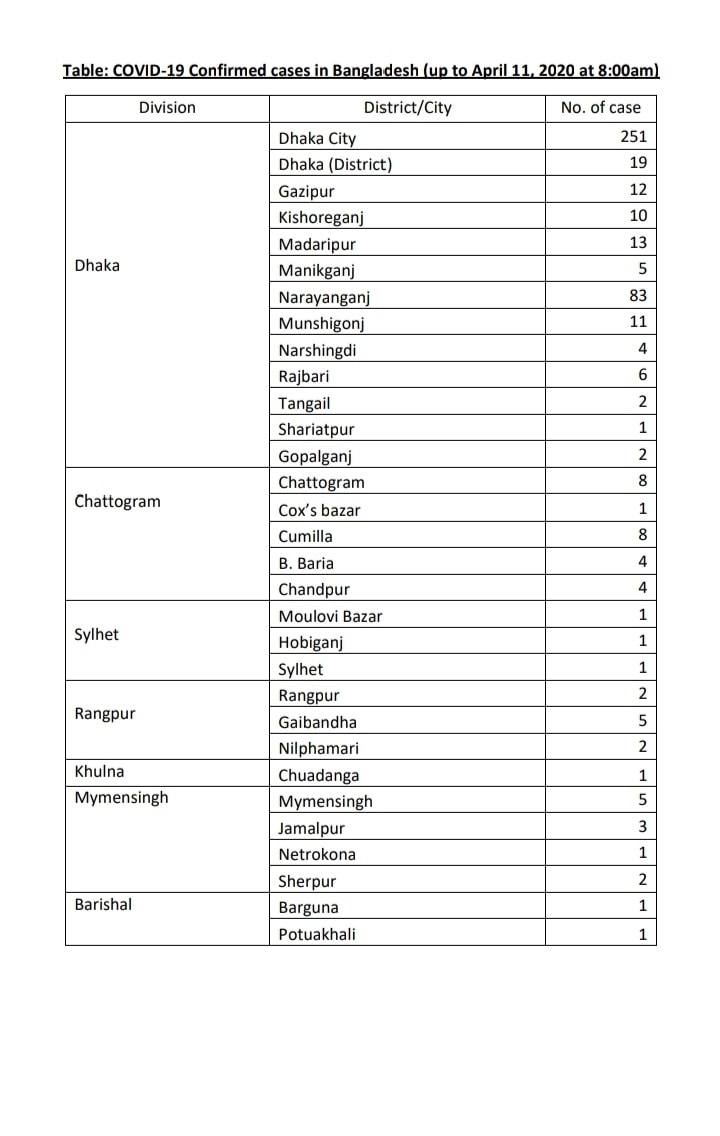 Table: COVID-19 Confirmed cases in Bangladesh (up to April 11, 2020 at 8:00am)
Division District/City No. of case
Dhaka City 251
Dhaka (District) 19
Gazipur 12
Kishoreganj 10
Madaripur 13
Dhaka
Manikganj 5
Narayanganj 83
Munshigonj 11
Narshingdi 4
Rajbari 6
Tangail 2
Shariatpur 1
Gopalganj 2
Chattogram 8
Chattogram
Cox’s bazar 1
Cumilla 8
B. Baria 4
Chandpur 4
Moulovi Bazar 1
Sylhet
Hobiganj 1
Sylhet 1
Rangpur 2
Rangpur
Gaibandha 5
Nilphamari 2
Khulna Chuadanga 1
Mymensingh Mymensingh 5
Jamalpur 3
Netrokona 1
Sherpur 2
Barishal Barguna 1
Potuakhali 1